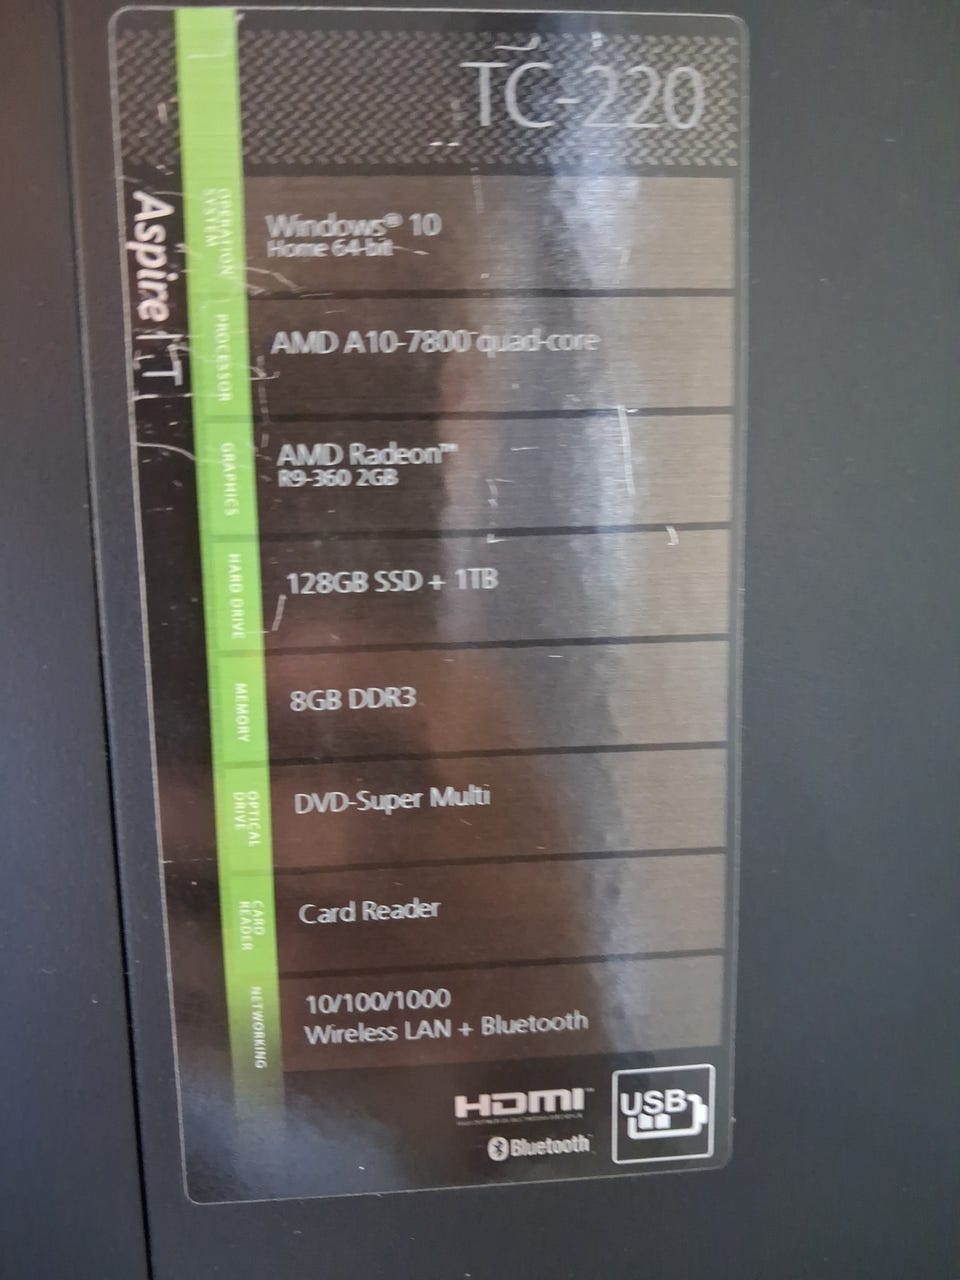 TC-220
Aspire | T
OPERATION
SYSTEM
Windows® 10
Home 64-bit
PROCESSOR
AMD A10-7800 quad-core
GRAPHICS
AMD Radeon™
R9-360 2GB
HARD DRIVE
128GB SSD + 1TB
MEMORY
8GB DDR3
OPTICAL
DRIVE
DVD-Super Multi
CARD
READER
Card Reader
NETWORKING
10/100/1000
Wireless LAN + Bluetooth
HDMI™
USB
Bluetooth